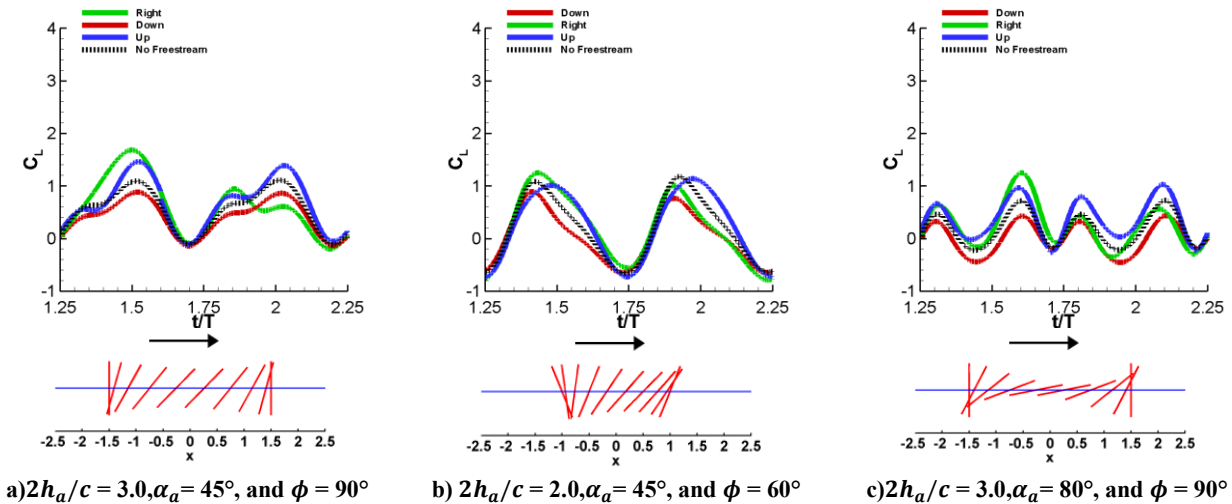 Right
Down
Up
No Freestream
4
3
2
1
0
-1
C_L
1.25 1.5 1.75 2 2.25
t/T
-2.5 -2 -1.5 -1 -0.5 0 0.5 1 1.5 2 2.5
x
a)2h_a/c = 3.0,α_a= 45°, and ϕ = 90°
Right
Down
Up
No Freestream
4
3
2
1
0
-1
C_L
1.25 1.5 1.75 2 2.25
t/T
-2.5 -2 -1.5 -1 -0.5 0 0.5 1 1.5 2 2.5
x
b) 2h_a/c = 2.0,α_a= 45°, and ϕ = 60°
Down
Right
Up
No Freestream
4
3
2
1
0
-1
C_L
1.25 1.5 1.75 2 2.25
t/T
-2.5 -2 -1.5 -1 -0.5 0 0.5 1 1.5 2 2.5
x
c)2h_a/c = 3.0,α_a= 80°, and ϕ = 90°